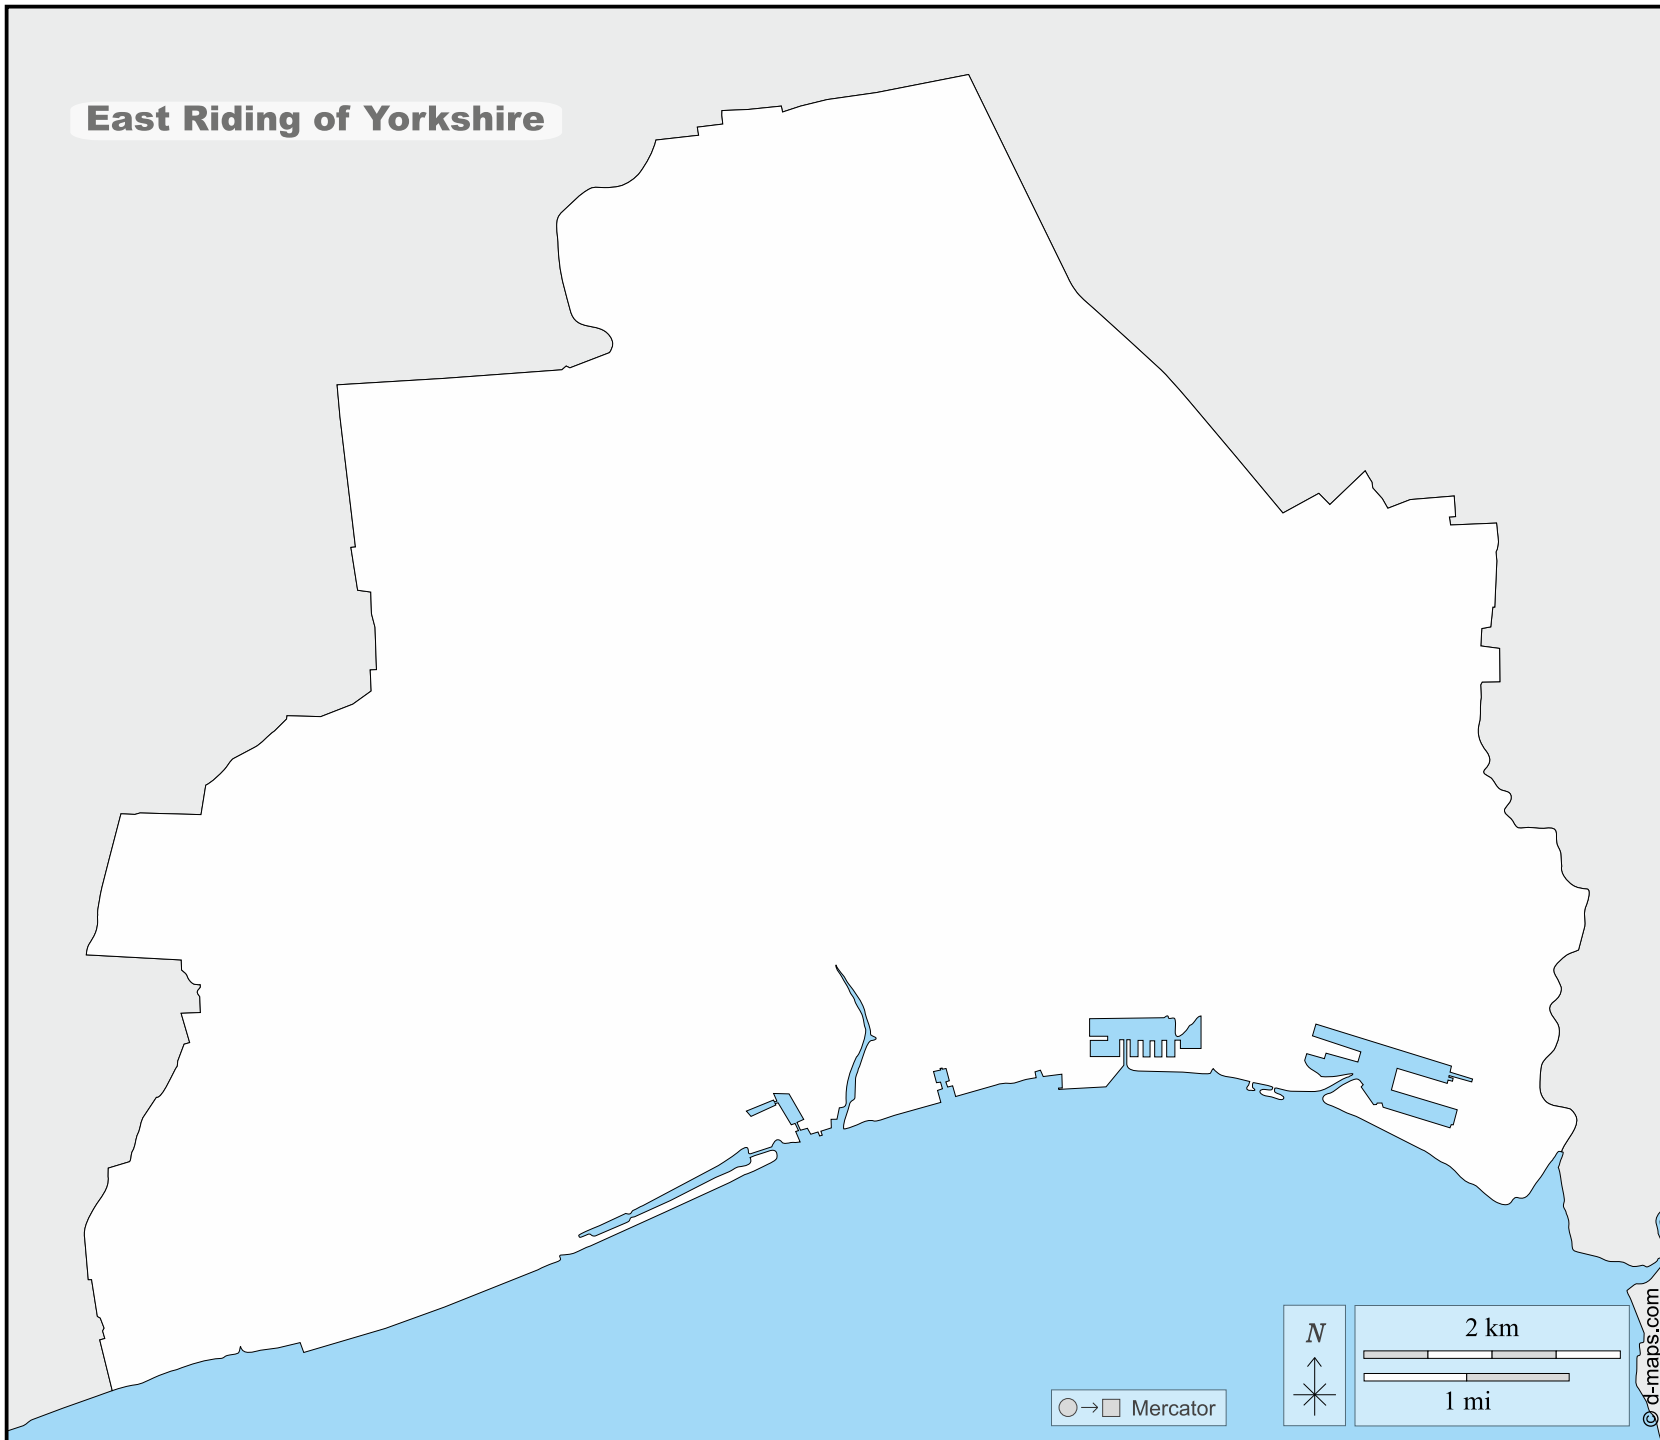 East Riding of Yorkshire
N
2 km
1 mi
Mercator
© d-maps.com